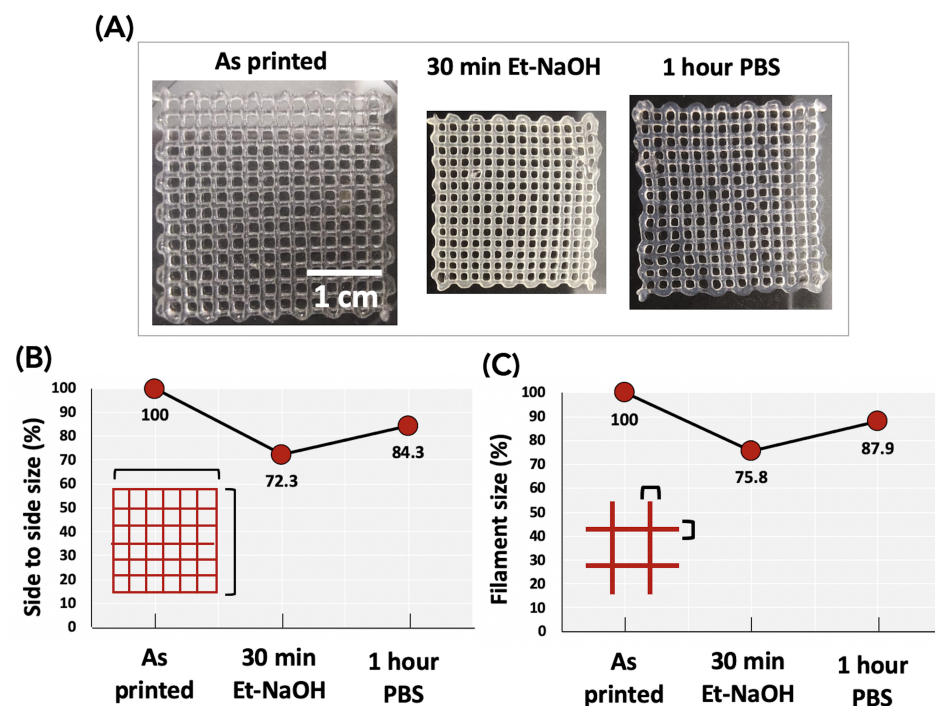 (A)
As printed
30 min Et-NaOH
1 hour PBS
1 cm
(B)
Side to side size (%)
100
90
80
70
60
50
40
30
20
10
0
100
72.3
84.3
As
printed
30 min
Et-NaOH
1 hour
PBS
(C)
Filament size (%)
100
90
80
70
60
50
40
30
20
10
0
100
75.8
87.9
As
printed
30 min
Et-NaOH
1 hour
PBS